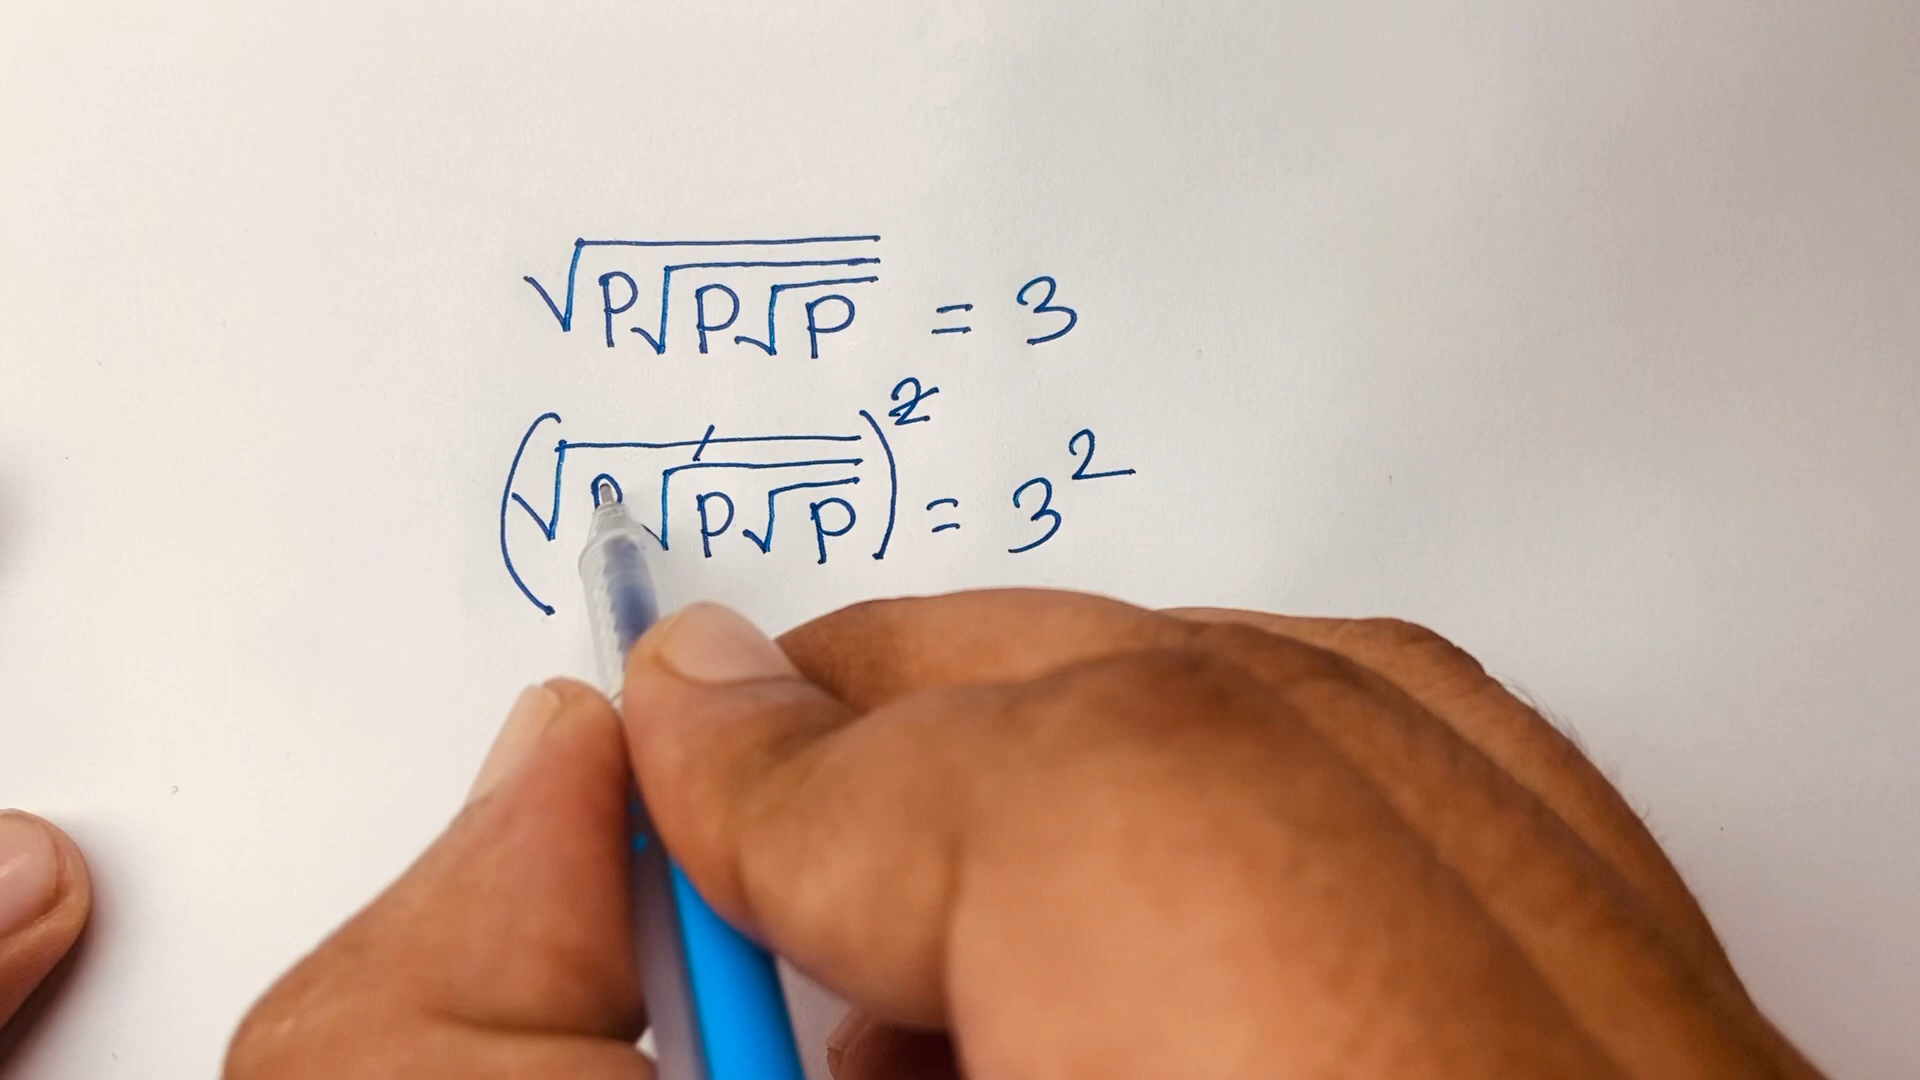 √(P√(P√P)) = 3
(√(P√(P√P)))² = 3²